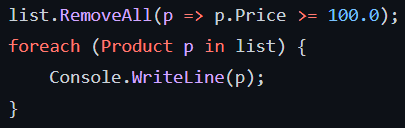 list.RemoveAll(p => p.Price >= 100.0);
foreach (Product p in list) {
    Console.WriteLine(p);
}